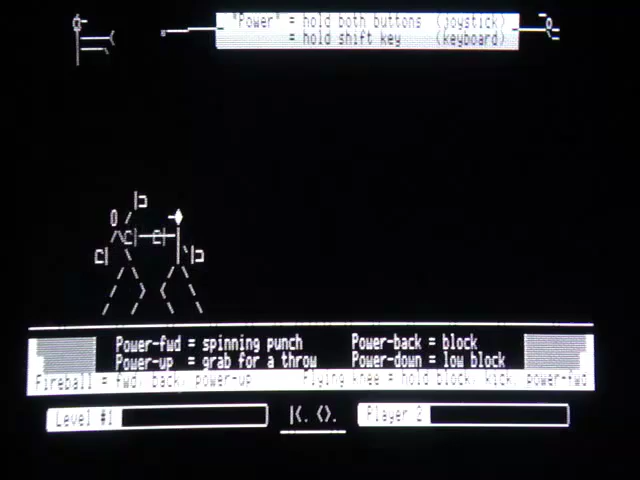 "Power" = hold both buttons (joystick)
= hold shift key (keyboard)
Power-fwd = spinning punch Power-back = block
Power-up = grab for a throw Power-down = low block
Fireball = fwd, back, power-up Flying knee = hold block, kick, power-fwd
Level #1 K. O. Player 2